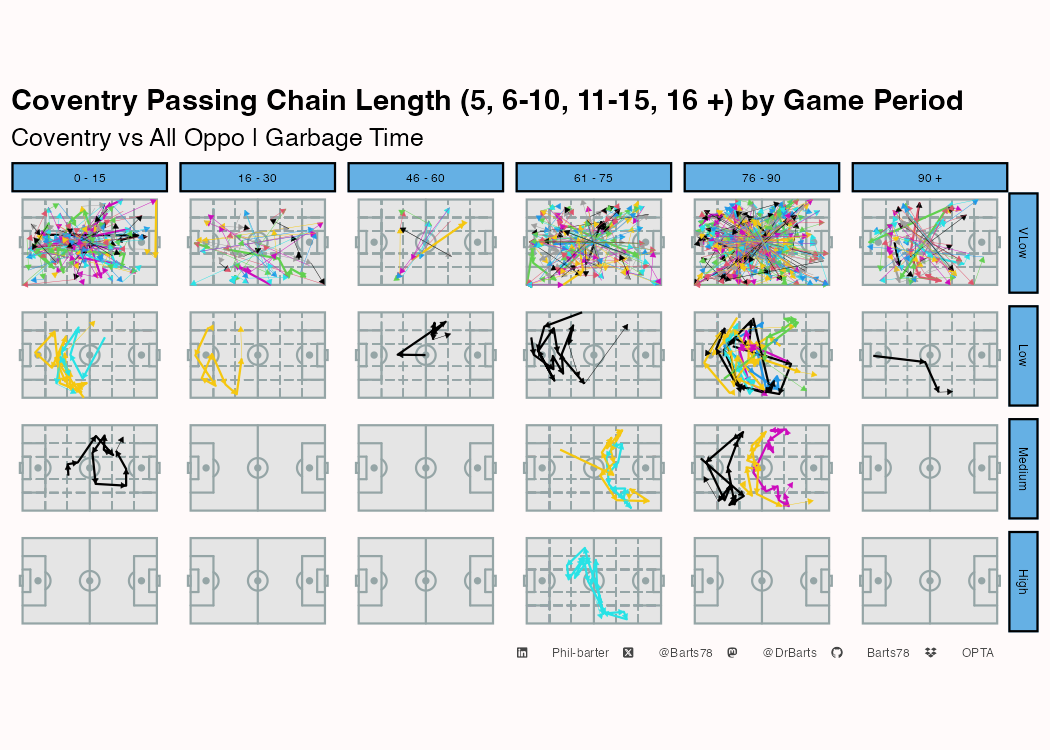 Coventry Passing Chain Length (5, 6-10, 11-15, 16 +) by Game Period
Coventry vs All Oppo | Garbage Time
0 - 15 16 - 30 46 - 60 61 - 75 76 - 90 90 +
VLow
Low
Medium
High
Phil-barter @Barts78 @DrBarts Barts78 OPTA